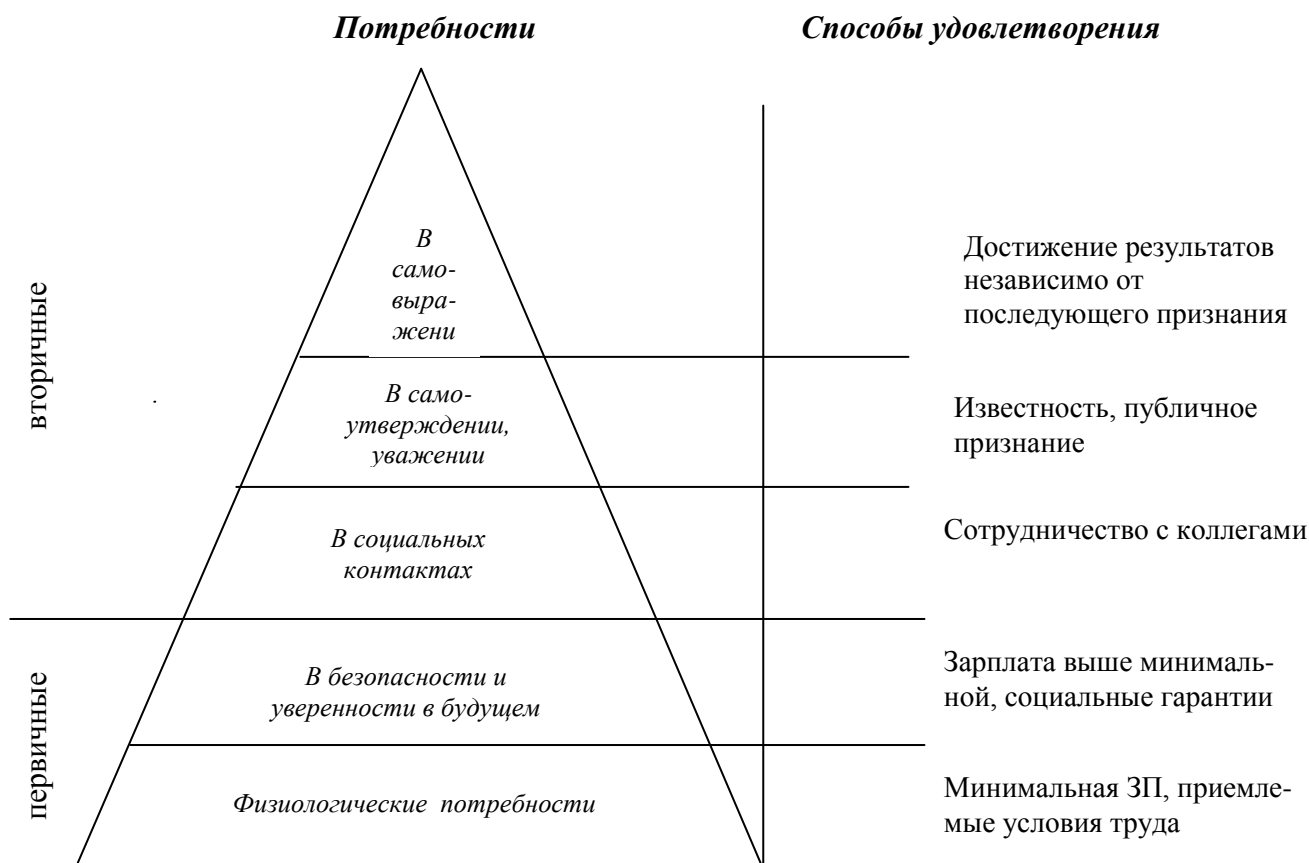 Потребности
Способы удовлетворения
вторичные
В
само-
выра-
жени
Достижение результатов
независимо от
последующего признания
.
В само-
утверждении,
уважении
Известность, публичное
признание
В социальных
контактах
Сотрудничество с коллегами
первичные
В безопасности и
уверенности в будущем
Зарплата выше минималь-
ной, социальные гарантии
Физиологические потребности
Минимальная ЗП, приемле-
мые условия труда